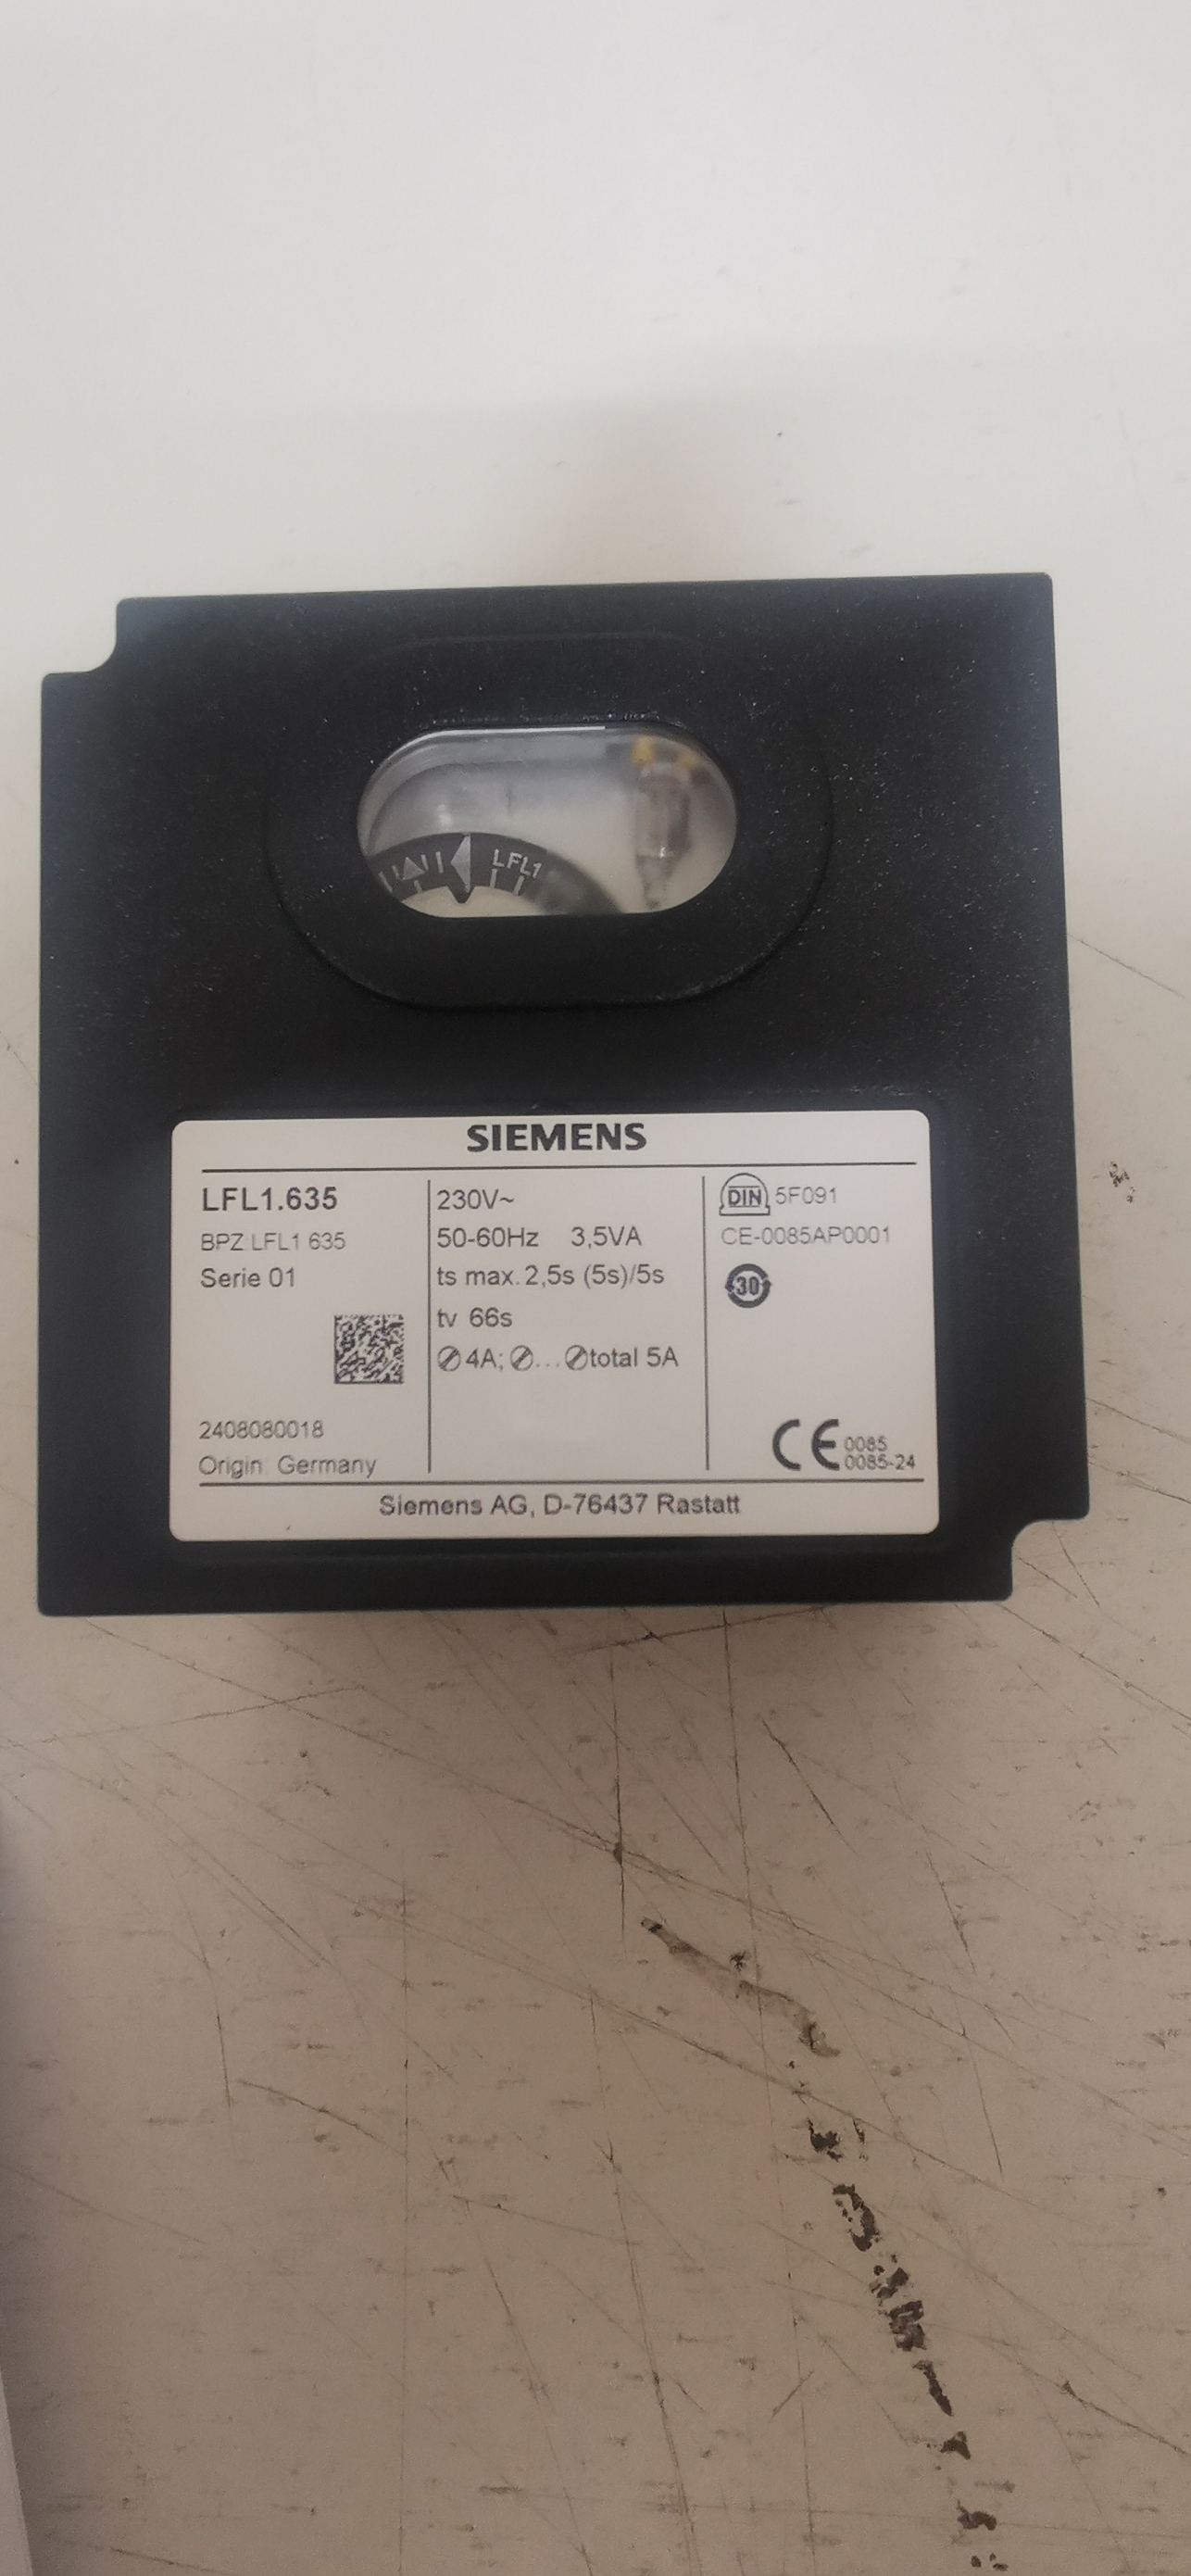 LFL1
SIEMENS
LFL1.635
BPZ LFL1 635
Serie 01
2408080018
Origin: Germany
230V~
50-60Hz 3,5VA
ts max. 2,5s (5s)/5s
tv 66s
⊘4A; ⊘...⊘total 5A
DIN 5F091
CE-0085AP0001
30
CE 0085
0085-24
Siemens AG, D-76437 Rastatt